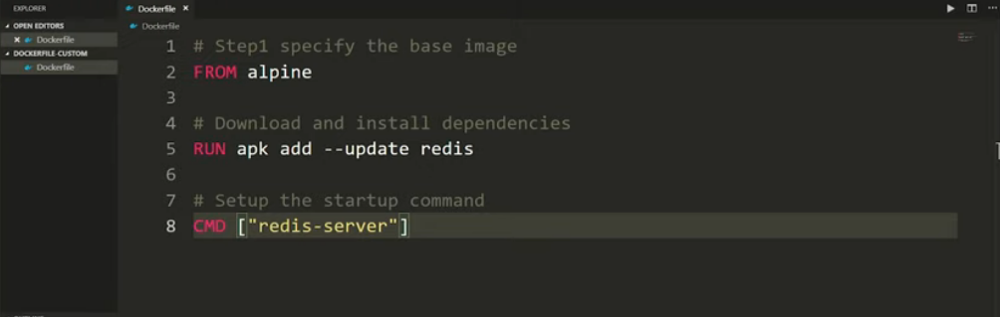 EXPLORER
OPEN EDITORS
Dockerfile
DOCKERFILE-CUSTOM
Dockerfile
Dockerfile
Dockerfile
1 # Step1 specify the base image
2 FROM alpine
3
4 # Download and install dependencies
5 RUN apk add --update redis
6
7 # Setup the startup command
8 CMD ["redis-server"]